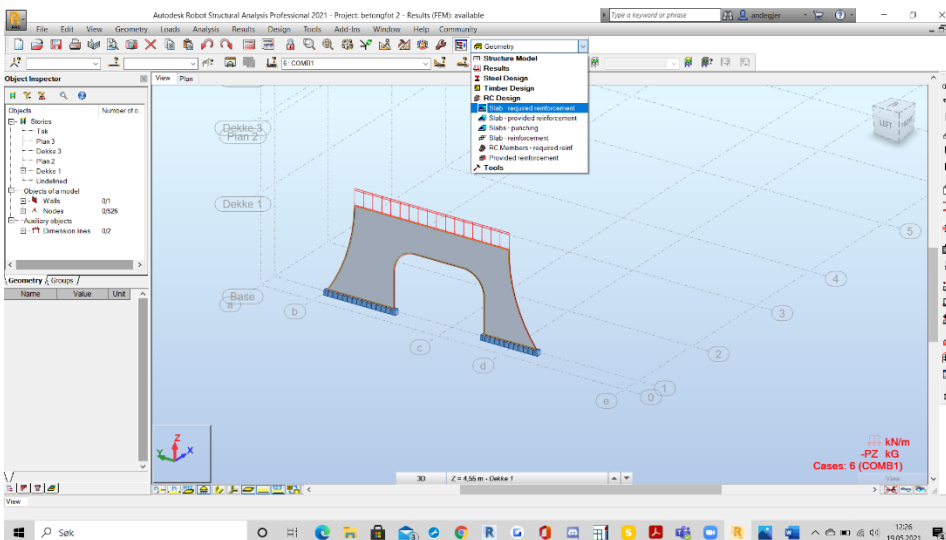 Autodesk Robot Structural Analysis Professional 2021 - Project: betongfot 2 - Results (FEM): available
Type a keyword or phrase
andegjer
File Edit View Geometry Loads Analysis Results Design Tools Add-Ins Window Help Community
Geometry
6: COMB1
Structure Model
Results
Steel Design
Timber Design
RC Design
Slab - required reinforcement
Slab - provided reinforcement
Slabs - punching
Slab - reinforcement
RC Members - required reinf
Provided reinforcement
Tools
Object Inspector
View Plan
Objects Number of o...
Stories
Tak
Plan 3
Dekke 3
Plan 2
Dekke 1
Undefined
Objects of a model
Walls 0/1
Nodes 0/526
Auxiliary objects
Dimension lines 0/2
Geometry Groups
Name Value Unit
Dekke 3
Plan 2
Dekke 1
Base
a
b
c
d
e
0
1
2
3
4
5
Z
Y
X
kN/m
-PZ kG
Cases: 6 (COMB1)
View
3D Z = 4,55 m - Dekke 1
View
Søk
12:26
19.05.2021